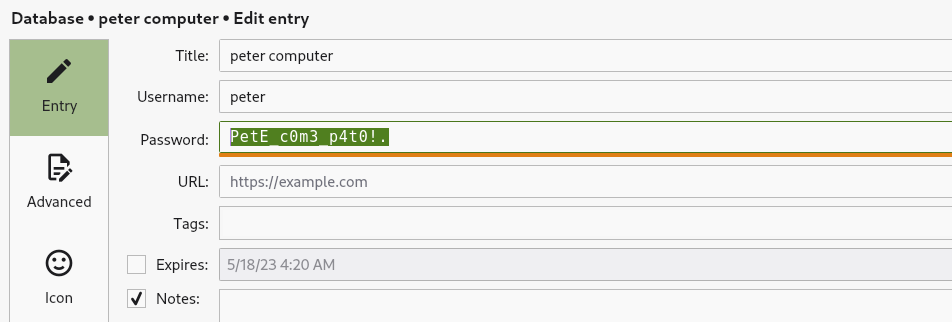 Database • peter computer • Edit entry
Entry
Advanced
Icon
Title: peter computer
Username: peter
Password: PetE_c0m3_p4t0!.
URL: https://example.com
Tags:
Expires: 5/18/23 4:20 AM
Notes: